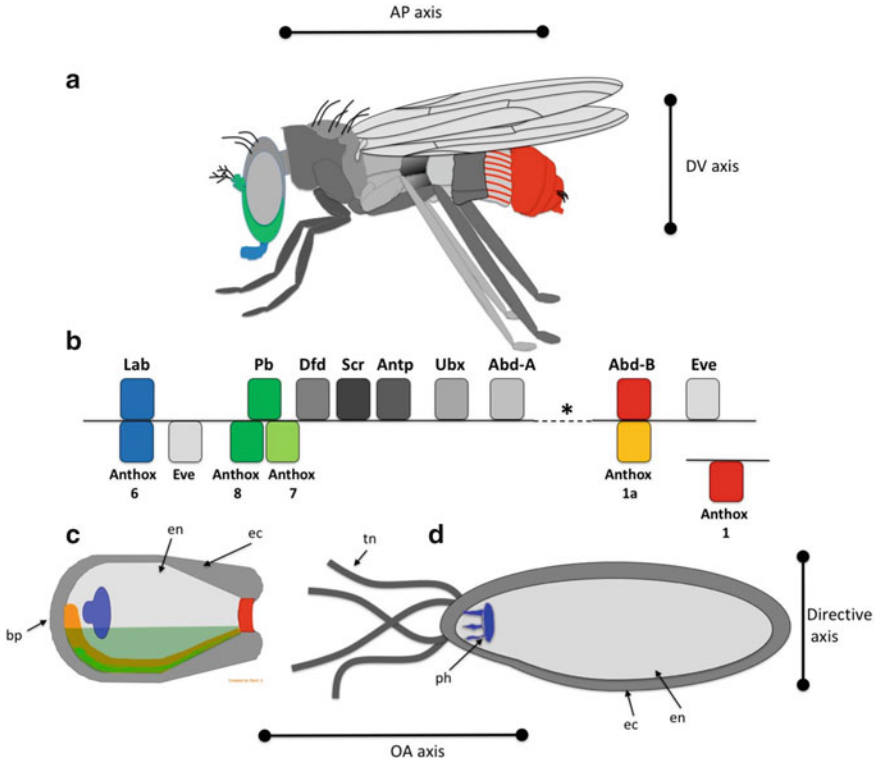 AP axis
a
DV axis
b
Lab Pb Dfd Scr Antp Ubx Abd-A Abd-B Eve
*
Anthox 6 Eve Anthox 8 Anthox 7 Anthox 1a
Anthox 1
c
en
ec
bp
d
tn
ph
ec
en
Directive axis
OA axis